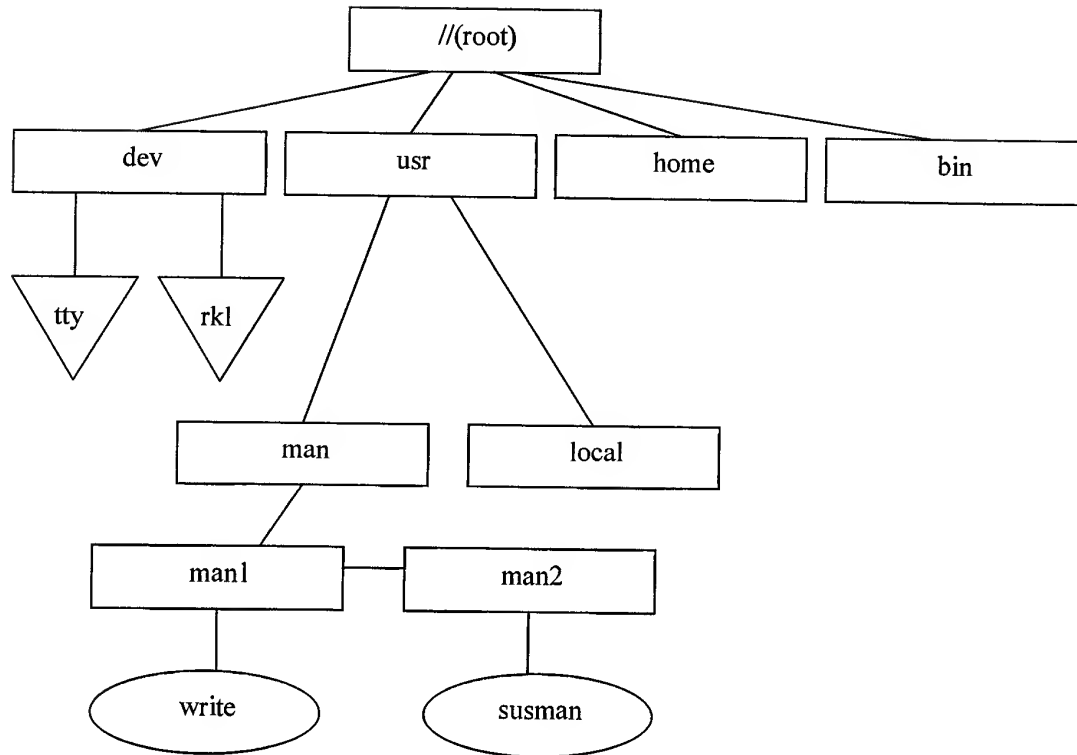 //(root)
dev
usr
home
bin
tty
rkl
man
local
man1
man2
write
susman